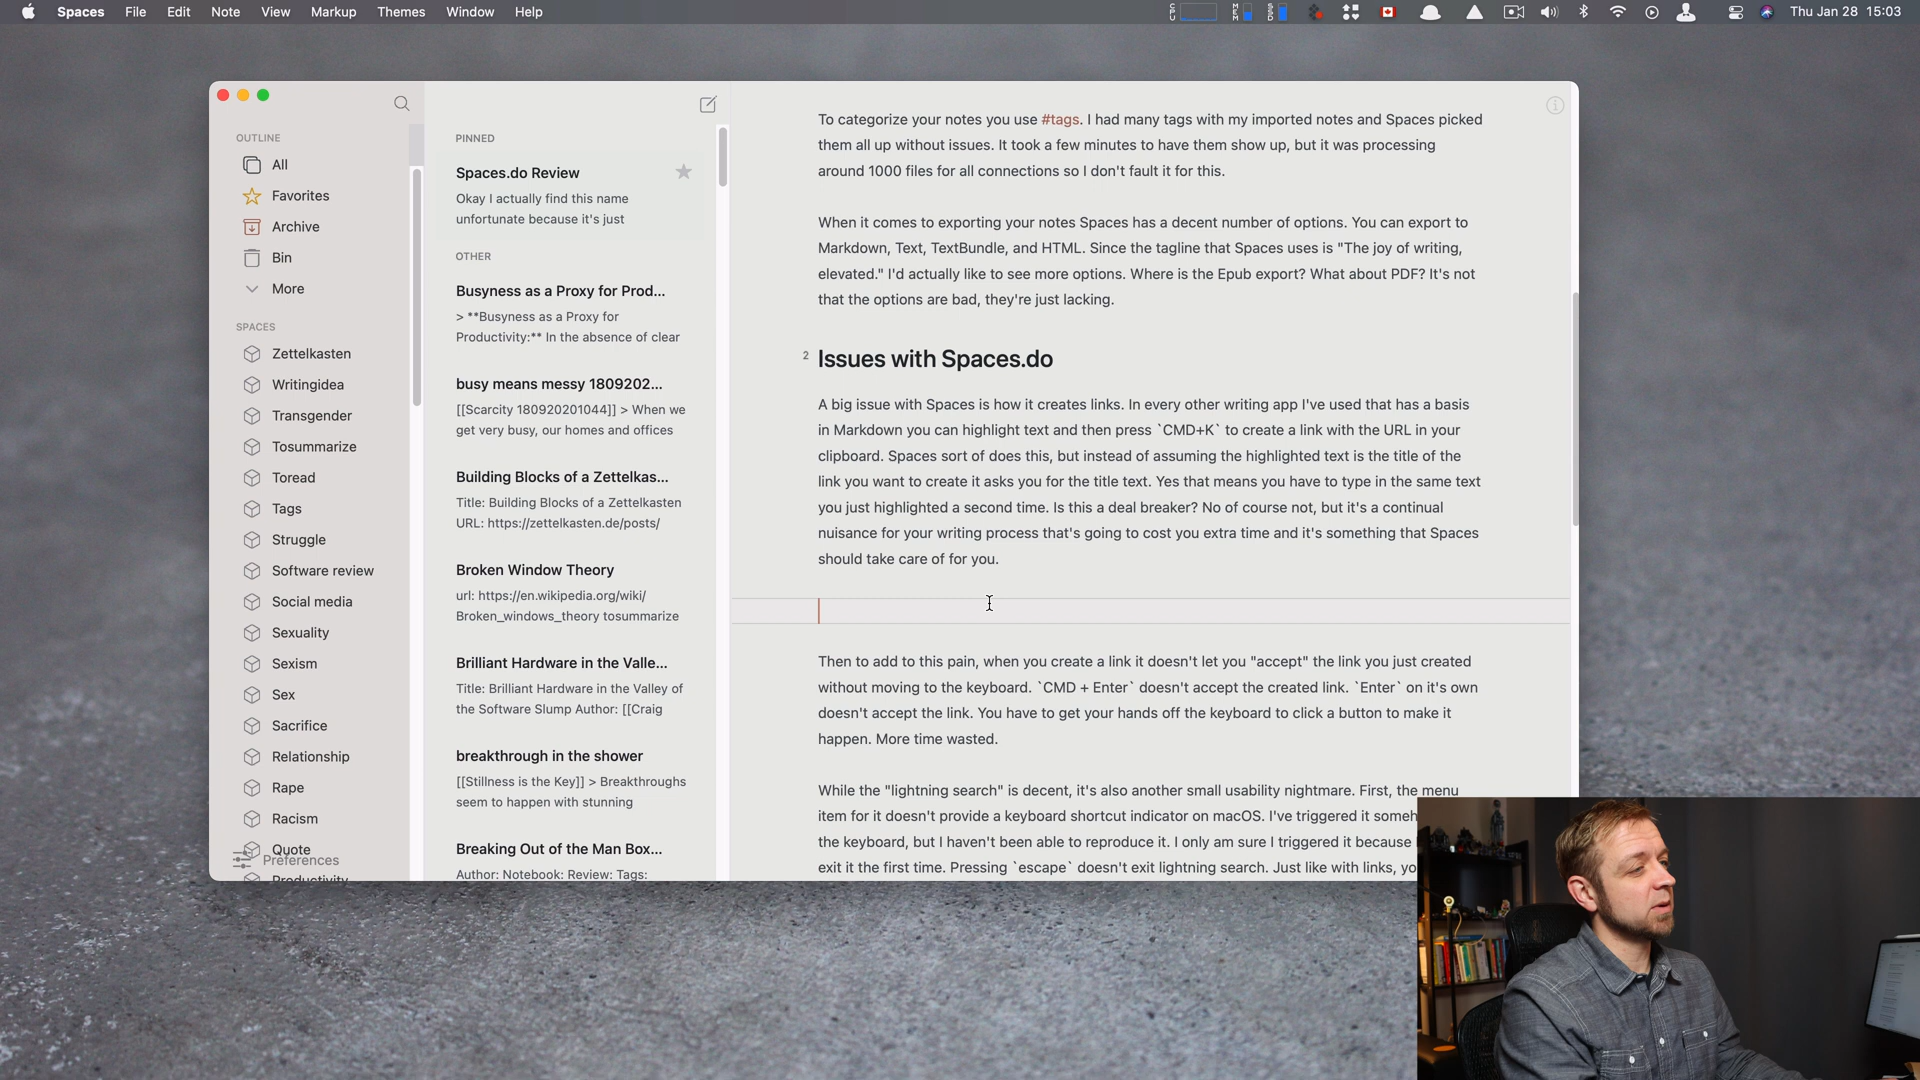 Spaces File Edit Note View Markup Themes Window Help
CPU MEM SSD Thu Jan 28 15:03
OUTLINE
All
Favorites
Archive
Bin
More
SPACES
Zettelkasten
Writingidea
Transgender
Tosummarize
Toread
Tags
Struggle
Software review
Social media
Sexuality
Sexism
Sex
Sacrifice
Relationship
Rape
Racism
Quote
Preferences
Productivity
PINNED
Spaces.do Review
Okay I actually find this name
unfortunate because it's just
OTHER
Busyness as a Proxy for Prod...
> **Busyness as a Proxy for
Productivity:** In the absence of clear
busy means messy 1809202...
[[Scarcity 180920201044]] > When we
get very busy, our homes and offices
Building Blocks of a Zettelkas...
Title: Building Blocks of a Zettelkasten
URL: https://zettelkasten.de/posts/
Broken Window Theory
url: https://en.wikipedia.org/wiki/
Broken_windows_theory tosummarize
Brilliant Hardware in the Valle...
Title: Brilliant Hardware in the Valley of
the Software Slump Author: [[Craig
breakthrough in the shower
[[Stillness is the Key]] > Breakthroughs
seem to happen with stunning
Breaking Out of the Man Box...
Author: Notebook: Review: Tags:
To categorize your notes you use #tags. I had many tags with my imported notes and Spaces picked
them all up without issues. It took a few minutes to have them show up, but it was processing
around 1000 files for all connections so I don't fault it for this.
When it comes to exporting your notes Spaces has a decent number of options. You can export to
Markdown, Text, TextBundle, and HTML. Since the tagline that Spaces uses is "The joy of writing,
elevated." I'd actually like to see more options. Where is the Epub export? What about PDF? It's not
that the options are bad, they're just lacking.
2 Issues with Spaces.do
A big issue with Spaces is how it creates links. In every other writing app I've used that has a basis
in Markdown you can highlight text and then press `CMD+K` to create a link with the URL in your
clipboard. Spaces sort of does this, but instead of assuming the highlighted text is the title of the
link you want to create it asks you for the title text. Yes that means you have to type in the same text
you just highlighted a second time. Is this a deal breaker? No of course not, but it's a continual
nuisance for your writing process that's going to cost you extra time and it's something that Spaces
should take care of for you.
Then to add to this pain, when you create a link it doesn't let you "accept" the link you just created
without moving to the keyboard. `CMD + Enter` doesn't accept the created link. `Enter` on it's own
doesn't accept the link. You have to get your hands off the keyboard to click a button to make it
happen. More time wasted.
While the "lightning search" is decent, it's also another small usability nightmare. First, the menu
item for it doesn't provide a keyboard shortcut indicator on macOS. I've triggered it someh
the keyboard, but I haven't been able to reproduce it. I only am sure I triggered it because
exit it the first time. Pressing `escape` doesn't exit lightning search. Just like with links, yo